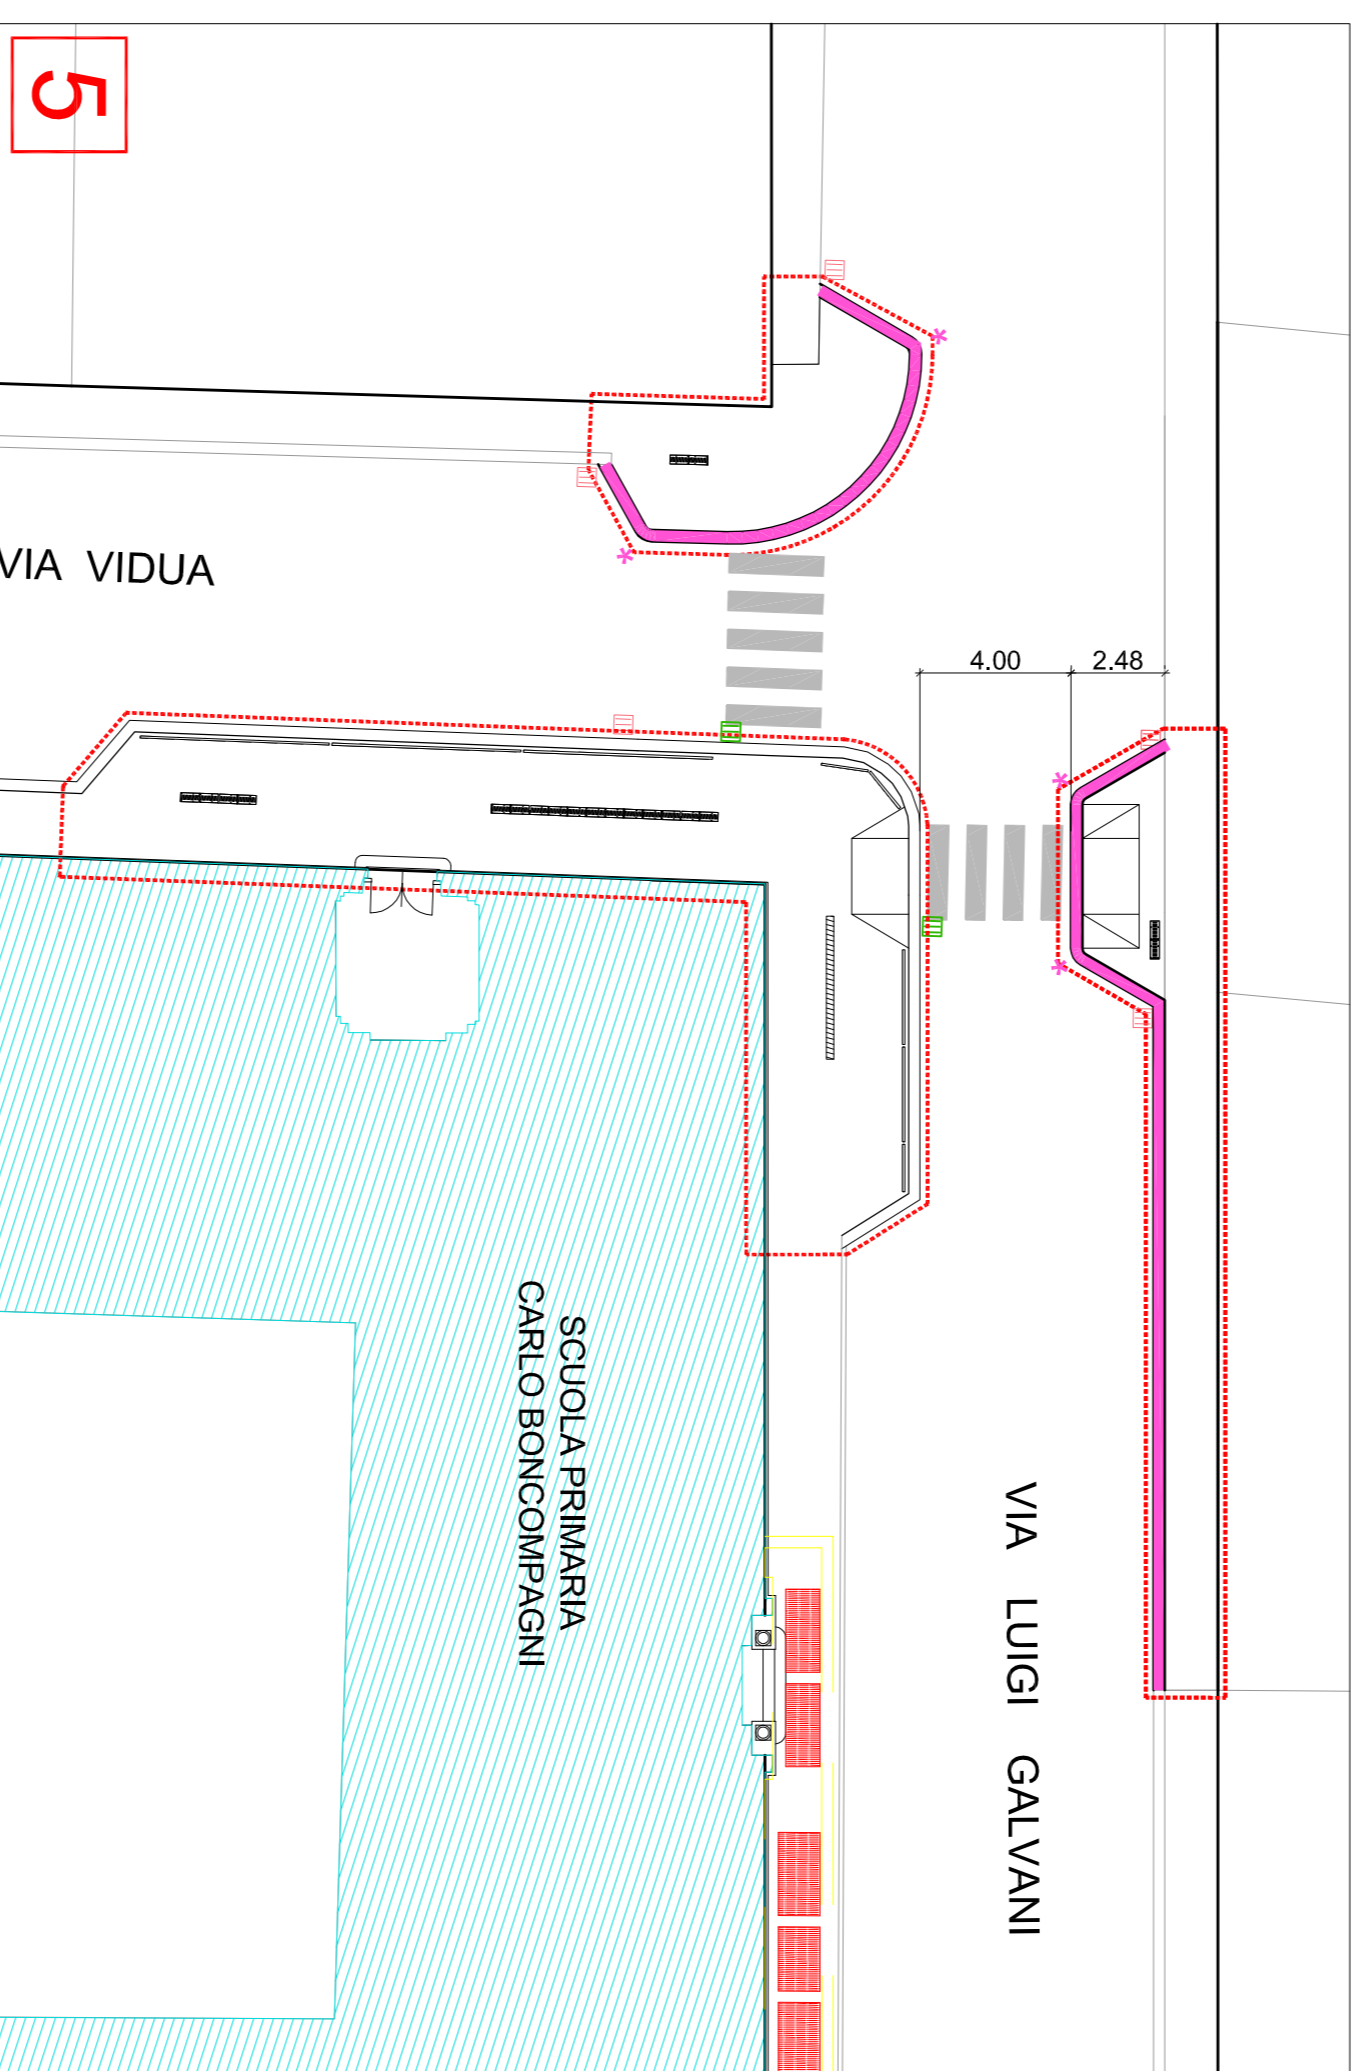 5
VIA VIDUA
4.00
2.48
SCUOLA PRIMARIA
CARLO BONCOMPAGNI
VIA LUIGI GALVANI